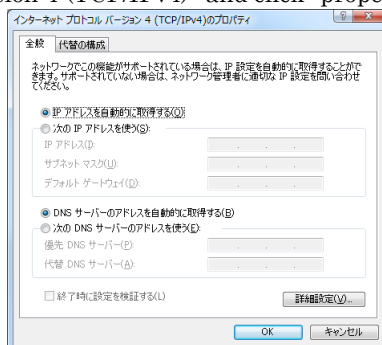 sion 4 (TCP/IPv4)" and click "prope
インターネット プロトコル バージョン 4 (TCP/IPv4)のプロパティ
全般 代替の構成
ネットワークでこの機能がサポートされている場合は、IP 設定を自動的に取得することがで
きます。サポートされていない場合は、ネットワーク管理者に適切な IP 設定を問い合わせ
てください。
IP アドレスを自動的に取得する(O)
次の IP アドレスを使う(S):
IP アドレス(I):
サブネット マスク(U):
デフォルト ゲートウェイ(D):
DNS サーバーのアドレスを自動的に取得する(B)
次の DNS サーバーのアドレスを使う(E):
優先 DNS サーバー(P):
代替 DNS サーバー(A):
終了時に設定を検証する(L)
詳細設定(V)...
OK キャンセル